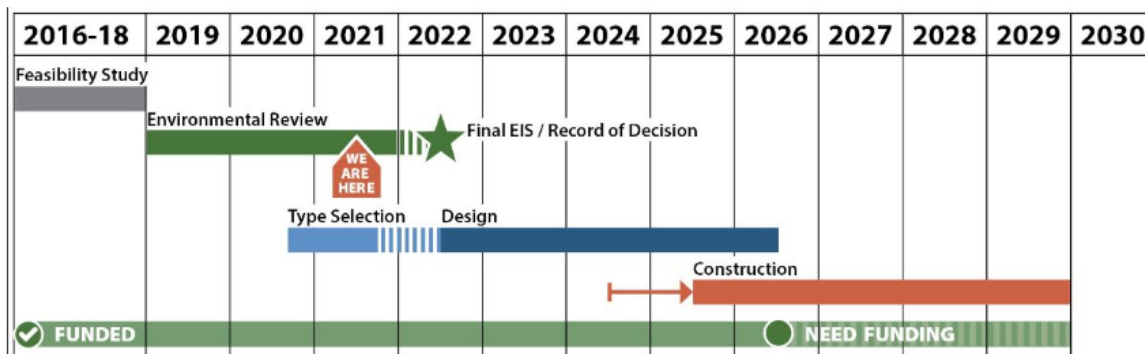 2016-18 2019 2020 2021 2022 2023 2024 2025 2026 2027 2028 2029 2030
Feasibility Study
Environmental Review
Final EIS / Record of Decision
WE
ARE
HERE
Type Selection Design
Construction
FUNDED NEED FUNDING